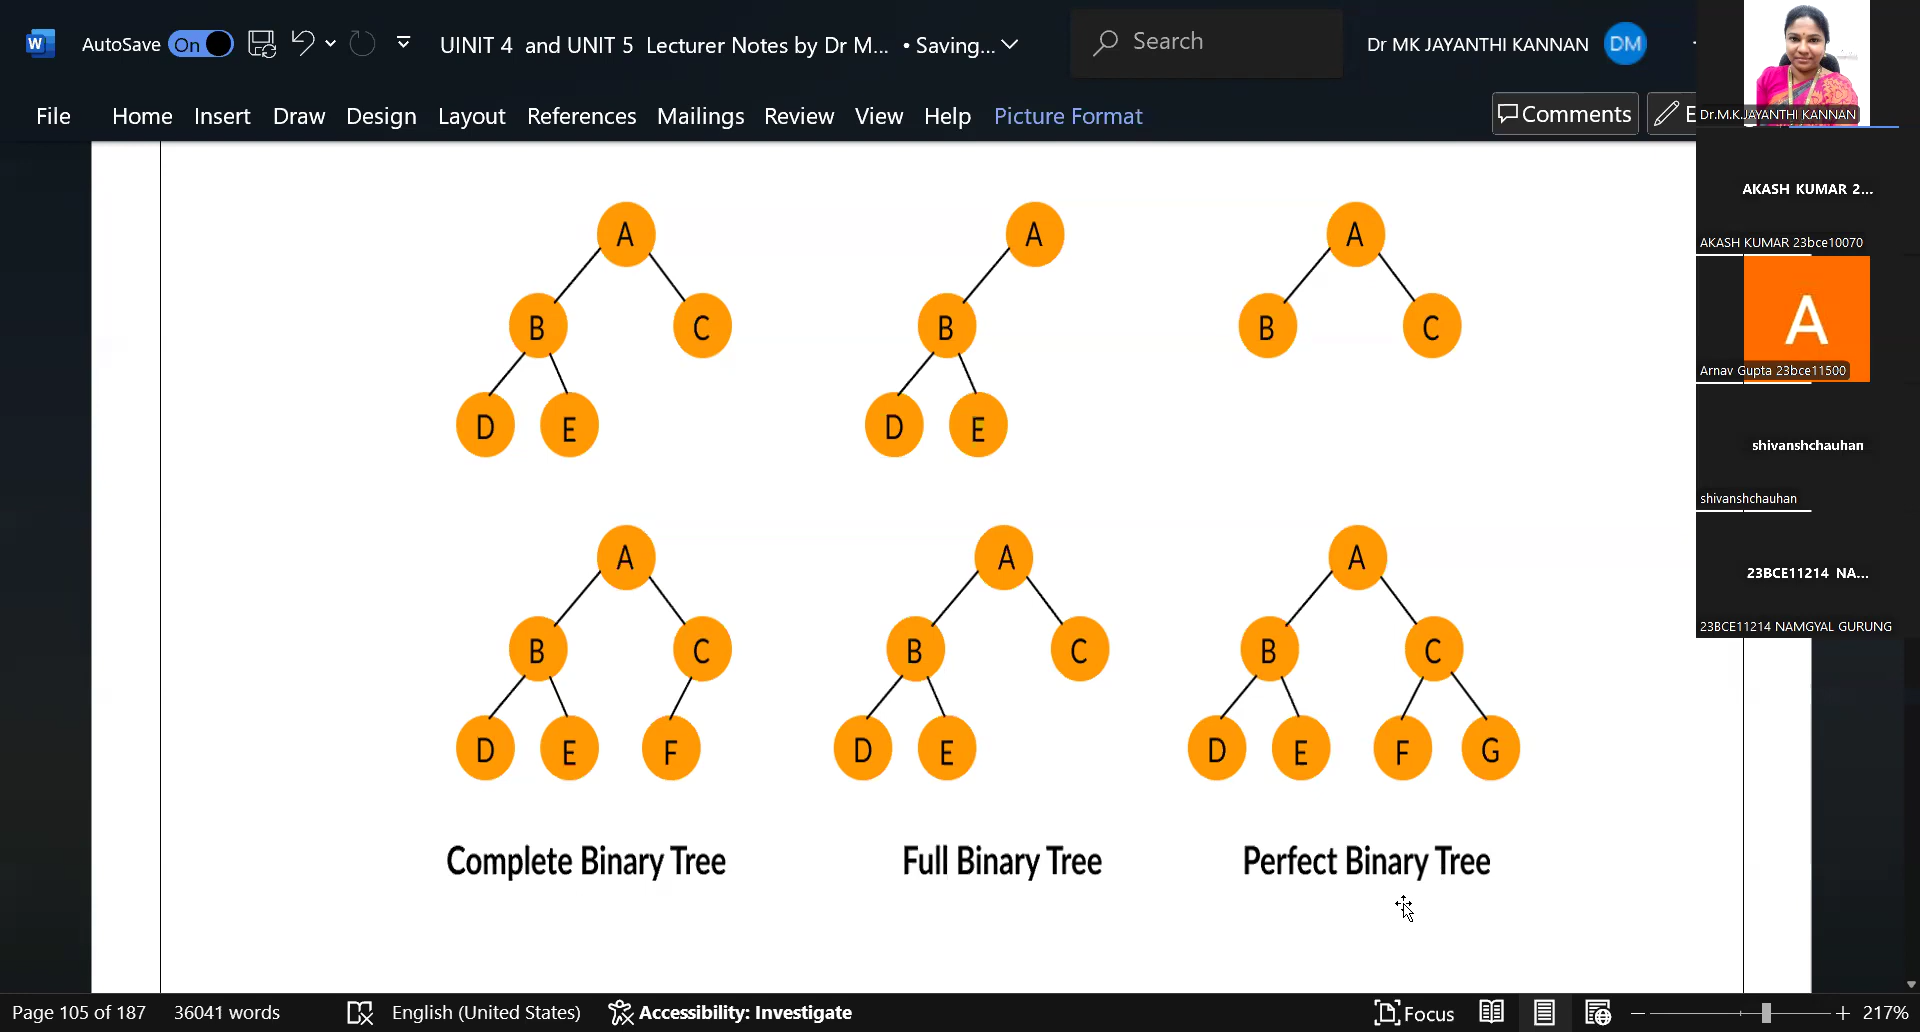 W AutoSave On UINIT 4 and UNIT 5 Lecturer Notes by Dr M... • Saving... Search Dr MK JAYANTHI KANNAN DM
File Home Insert Draw Design Layout References Mailings Review View Help Picture Format Comments E
Dr.M.K.JAYANTHI KANNAN
AKASH KUMAR 2...
AKASH KUMAR 23bce10070
A
Arnav Gupta 23bce11500
shivanshchauhan
shivanshchauhan
23BCE11214 NA...
23BCE11214 NAMGYAL GURUNG
A A A
B C B B C
D E D E
A A A
B C B C B C
D E F D E D E F G
Complete Binary Tree Full Binary Tree Perfect Binary Tree
Page 105 of 187 36041 words English (United States) Accessibility: Investigate Focus 217%